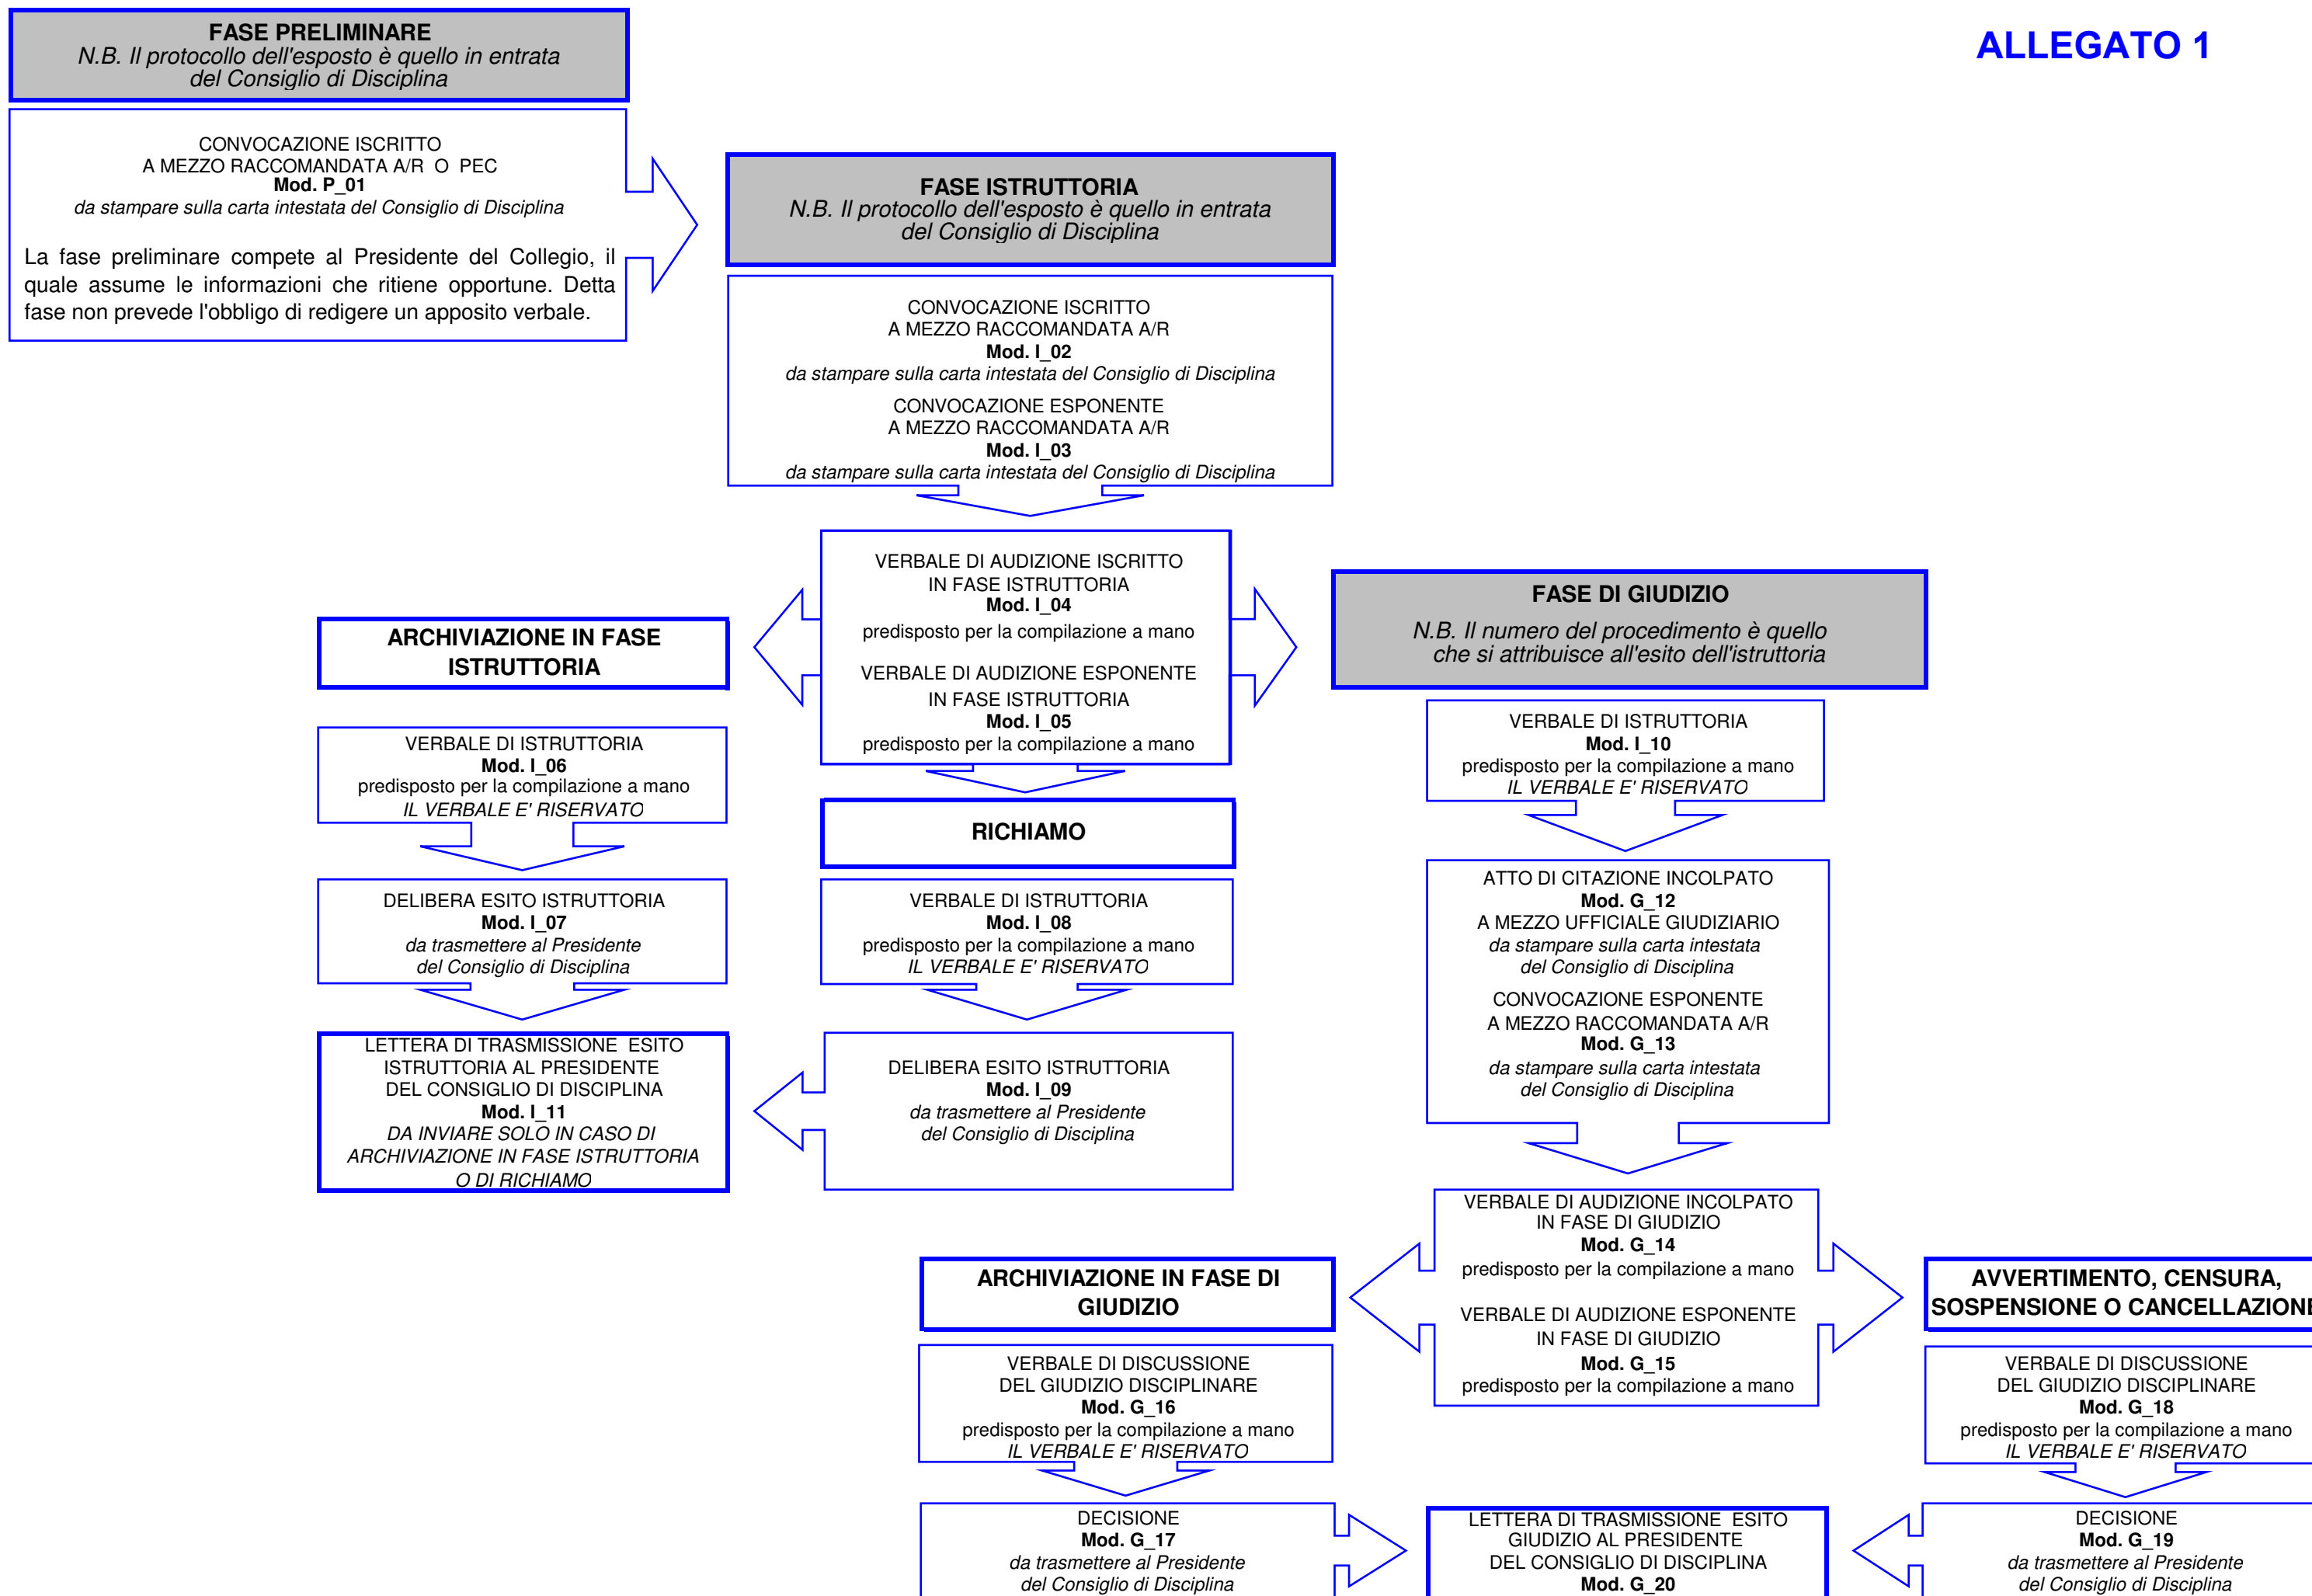 ALLEGATO 1
FASE PRELIMINARE
N.B. Il protocollo dell'esposto è quello in entrata
del Consiglio di Disciplina
CONVOCAZIONE ISCRITTO
A MEZZO RACCOMANDATA A/R O PEC
Mod. P_01
da stampare sulla carta intestata del Consiglio di Disciplina
La fase preliminare compete al Presidente del Collegio, il
quale assume le informazioni che ritiene opportune. Detta
fase non prevede l'obbligo di redigere un apposito verbale.
FASE ISTRUTTORIA
N.B. Il protocollo dell'esposto è quello in entrata
del Consiglio di Disciplina
CONVOCAZIONE ISCRITTO
A MEZZO RACCOMANDATA A/R
Mod. I_02
da stampare sulla carta intestata del Consiglio di Disciplina
CONVOCAZIONE ESPONENTE
A MEZZO RACCOMANDATA A/R
Mod. I_03
da stampare sulla carta intestata del Consiglio di Disciplina
VERBALE DI AUDIZIONE ISCRITTO
IN FASE ISTRUTTORIA
Mod. I_04
predisposto per la compilazione a mano
VERBALE DI AUDIZIONE ESPONENTE
IN FASE ISTRUTTORIA
Mod. I_05
predisposto per la compilazione a mano
ARCHIVIAZIONE IN FASE
ISTRUTTORIA
VERBALE DI ISTRUTTORIA
Mod. I_06
predisposto per la compilazione a mano
IL VERBALE E' RISERVATO
DELIBERA ESITO ISTRUTTORIA
Mod. I_07
da trasmettere al Presidente
del Consiglio di Disciplina
LETTERA DI TRASMISSIONE ESITO
ISTRUTTORIA AL PRESIDENTE
DEL CONSIGLIO DI DISCIPLINA
Mod. I_11
DA INVIARE SOLO IN CASO DI
ARCHIVIAZIONE IN FASE ISTRUTTORIA
O DI RICHIAMO
RICHIAMO
VERBALE DI ISTRUTTORIA
Mod. I_08
predisposto per la compilazione a mano
IL VERBALE E' RISERVATO
DELIBERA ESITO ISTRUTTORIA
Mod. I_09
da trasmettere al Presidente
del Consiglio di Disciplina
FASE DI GIUDIZIO
N.B. Il numero del procedimento è quello
che si attribuisce all'esito dell'istruttoria
VERBALE DI ISTRUTTORIA
Mod. I_10
predisposto per la compilazione a mano
IL VERBALE E' RISERVATO
ATTO DI CITAZIONE INCOLPATO
Mod. G_12
A MEZZO UFFICIALE GIUDIZIARIO
da stampare sulla carta intestata
del Consiglio di Disciplina
CONVOCAZIONE ESPONENTE
A MEZZO RACCOMANDATA A/R
Mod. G_13
da stampare sulla carta intestata
del Consiglio di Disciplina
VERBALE DI AUDIZIONE INCOLPATO
IN FASE DI GIUDIZIO
Mod. G_14
predisposto per la compilazione a mano
VERBALE DI AUDIZIONE ESPONENTE
IN FASE DI GIUDIZIO
Mod. G_15
predisposto per la compilazione a mano
ARCHIVIAZIONE IN FASE DI
GIUDIZIO
VERBALE DI DISCUSSIONE
DEL GIUDIZIO DISCIPLINARE
Mod. G_16
predisposto per la compilazione a mano
IL VERBALE E' RISERVATO
DECISIONE
Mod. G_17
da trasmettere al Presidente
del Consiglio di Disciplina
LETTERA DI TRASMISSIONE ESITO
GIUDIZIO AL PRESIDENTE
DEL CONSIGLIO DI DISCIPLINA
Mod. G_20
AVVERTIMENTO, CENSURA,
SOSPENSIONE O CANCELLAZIONE
VERBALE DI DISCUSSIONE
DEL GIUDIZIO DISCIPLINARE
Mod. G_18
predisposto per la compilazione a mano
IL VERBALE E' RISERVATO
DECISIONE
Mod. G_19
da trasmettere al Presidente
del Consiglio di Disciplina